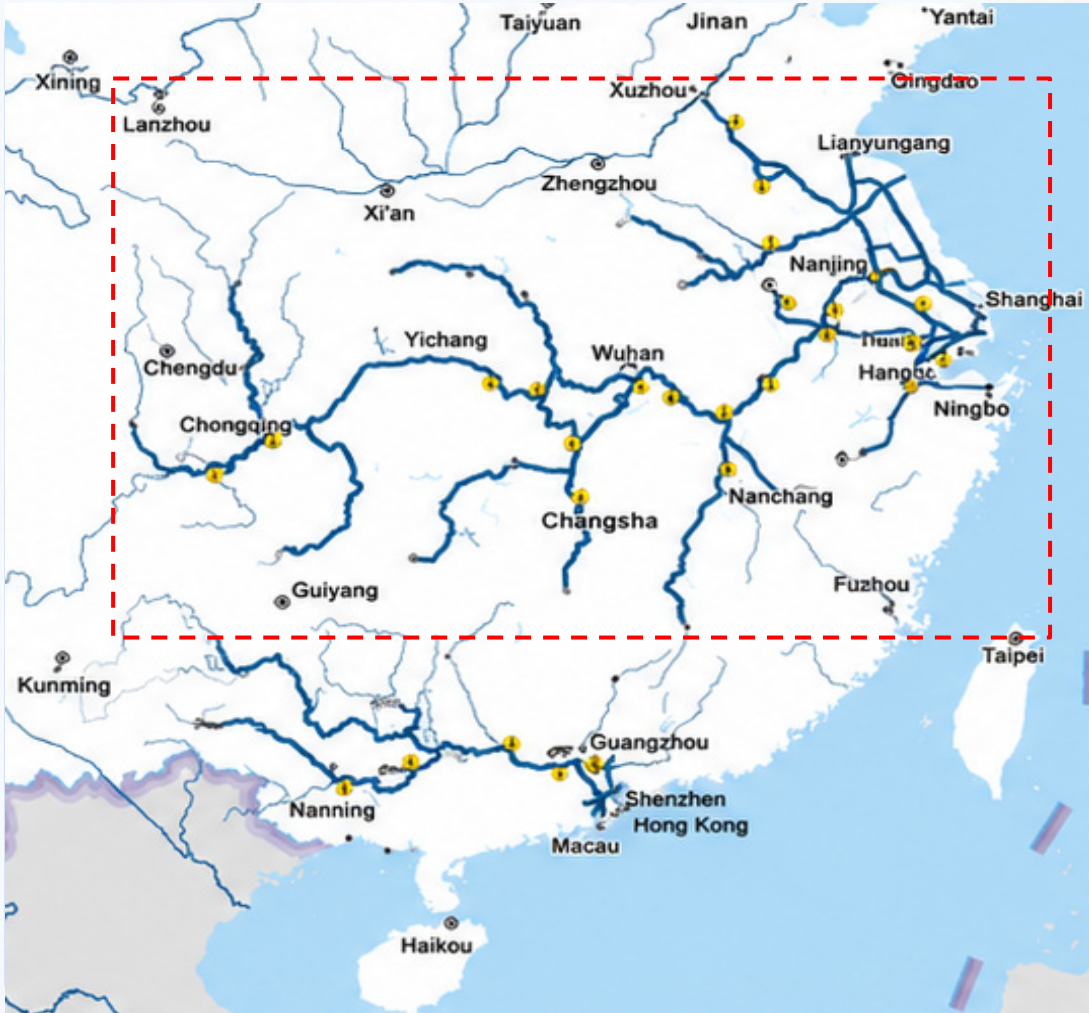 Yantai
Taiyuan
Jinan
Xining
Qingdao
Xuzhou
Lanzhou
Lianyungang
Zhengzhou
Xi'an
Nanjing
Shanghai
Yichang
Wuhan
Chengdu
Ningbo
Chongqing
Nanchang
Changsha
Guiyang
Fuzhou
Taipei
Kunming
Guangzhou
Nanning
Shenzhen
Hong Kong
Macau
Haikou